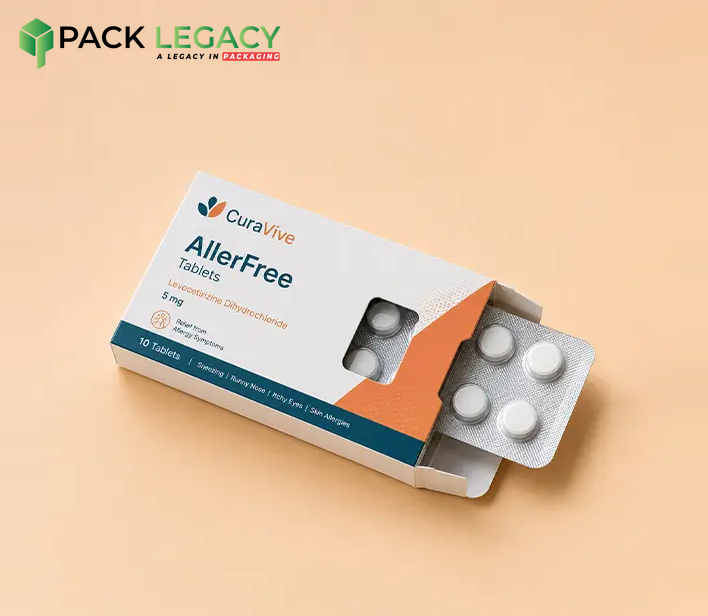 PACK LEGACY
A LEGACY IN PACKAGING
CuraVive
AllerFree
Tablets
Levocetirizine Dihydrochloride
5 mg
Relief from
Allergy Symptoms
10 Tablets | Sneezing | Runny Nose | Itchy Eyes | Skin Allergies